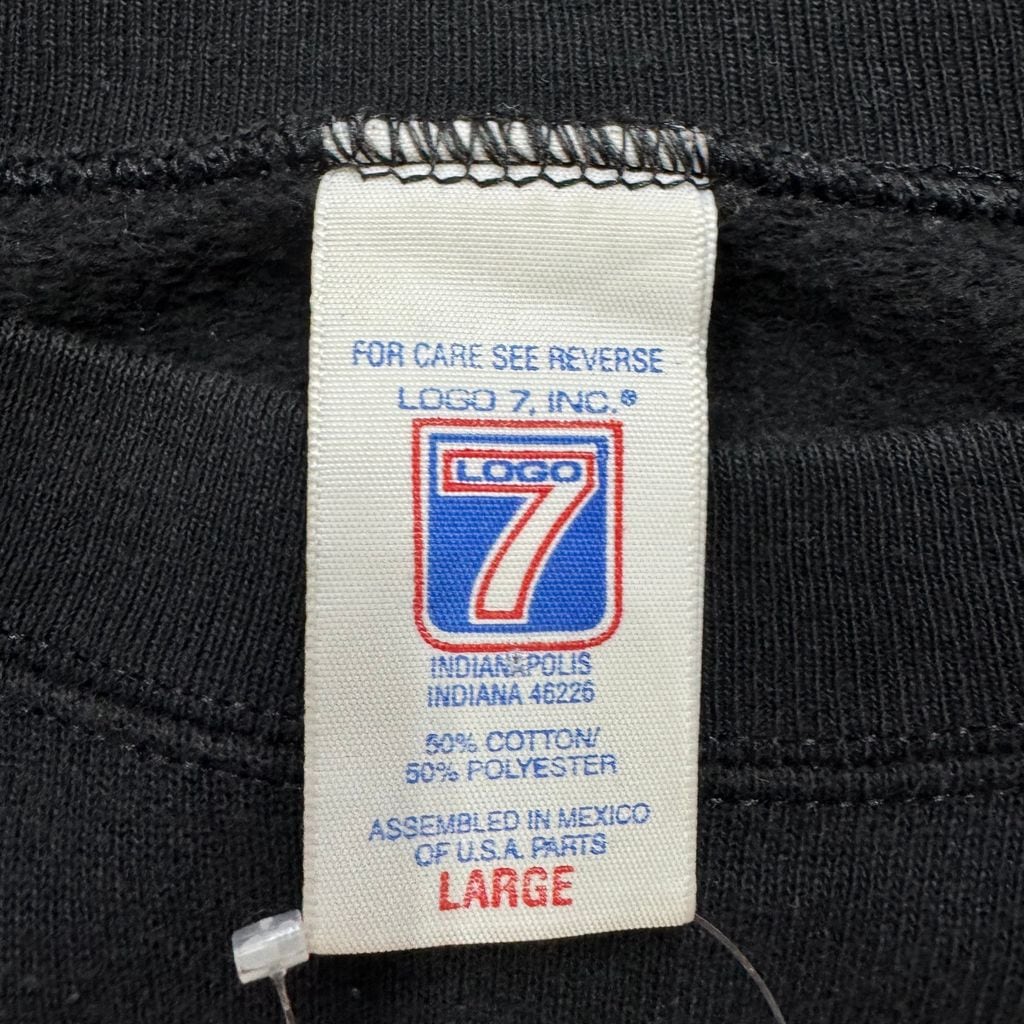 FOR CARE SEE REVERSE
LOGO 7, INC.®
LOGO
7
INDIANAPOLIS
INDIANA 46226
50% COTTON/
50% POLYESTER
ASSEMBLED IN MEXICO
OF U.S.A. PARTS
LARGE